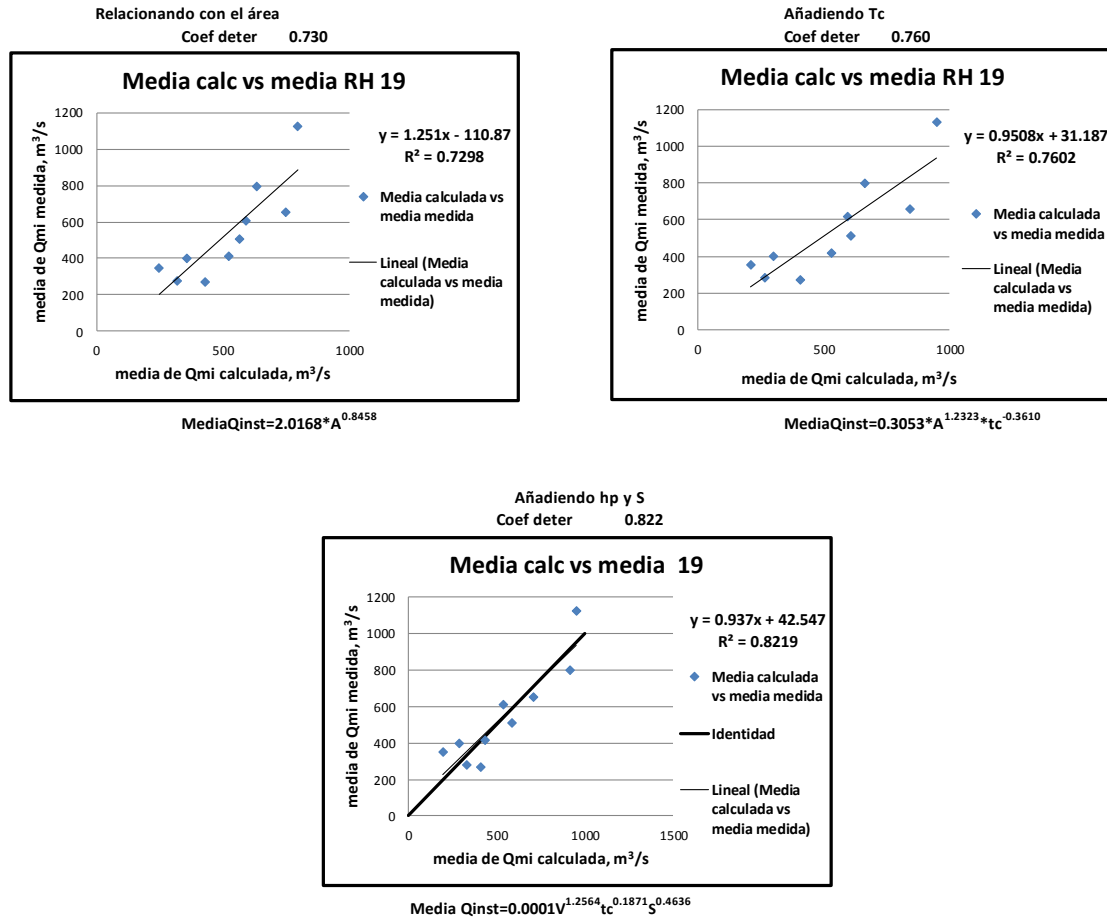 Relacionando con el área
Coef deter 0.730
Media calc vs media RH 19
1200
1000
800
600
400
200
0
0 500 1000
media de Qmi medida, m³/s
media de Qmi calculada, m³/s
y = 1.251x - 110.87
R² = 0.7298
Media calculada vs
media medida
Lineal (Media
calculada vs media
medida)
MediaQinst=2.0168*A^0.8458
Añadiendo Tc
Coef deter 0.760
Media calc vs media RH 19
1200
1000
800
600
400
200
0
0 500 1000
media de Qmi medida, m³/s
media de Qmi calculada, m³/s
y = 0.9508x + 31.187
R² = 0.7602
Media calculada
vs media medida
Lineal (Media
calculada vs
media medida)
MediaQinst=0.3053*A^1.2323*tc^-0.3610
Añadiendo hp y S
Coef deter 0.822
Media calc vs media 19
1200
1000
800
600
400
200
0
0 500 1000 1500
media de Qmi medida, m³/s
media de Qmi calculada, m³/s
y = 0.937x + 42.547
R² = 0.8219
Media calculada
vs media medida
Identidad
Lineal (Media
calculada vs
media medida)
Media Qinst=0.0001V^1.2564tc^0.1871S^0.4636